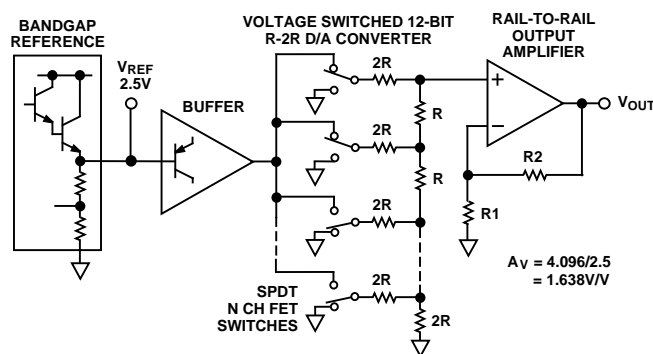 BANDGAP
REFERENCE
VREF
2.5V
BUFFER
VOLTAGE SWITCHED 12-BIT
R-2R D/A CONVERTER
2R
R
2R
R
2R
2R
2R
SPDT
N CH FET
SWITCHES
RAIL-TO-RAIL
OUTPUT
AMPLIFIER
+
–
VOUT
R2
R1
AV = 4.096/2.5
= 1.638V/V